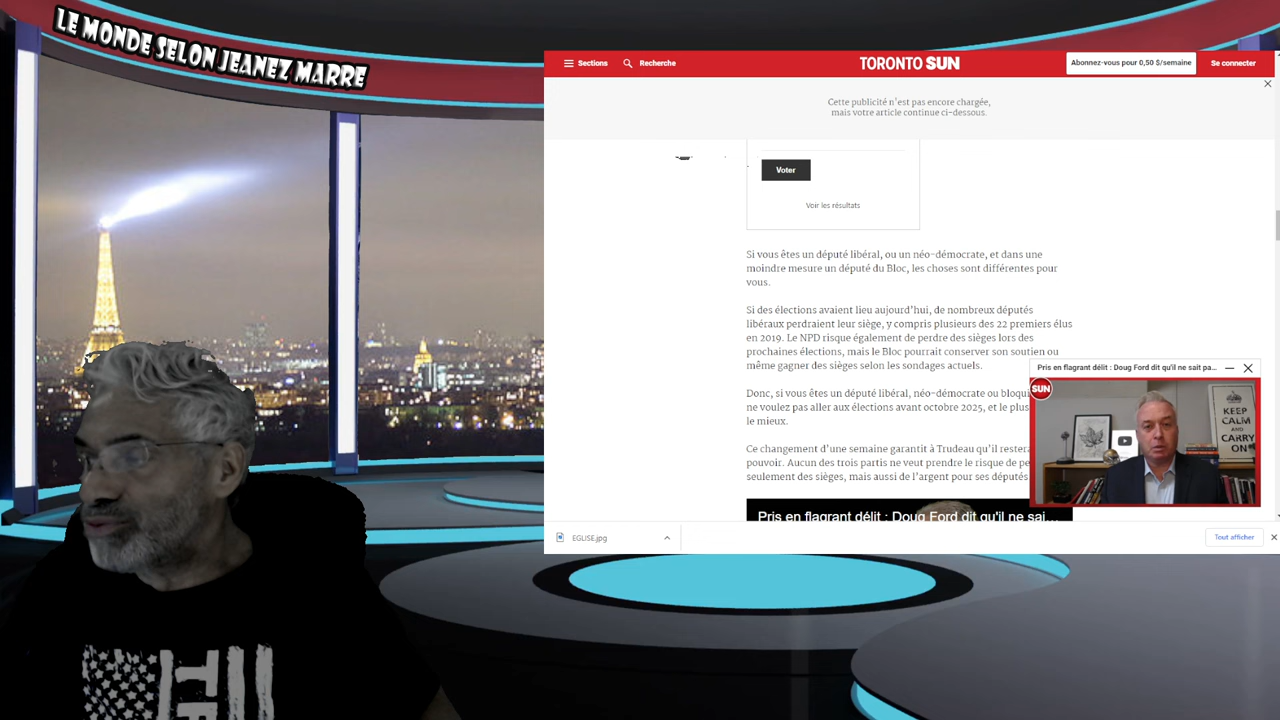 LE MONDE SELON JEANEZ MARRE
Sections
Recherche
TORONTO SUN
Abonnez-vous pour 0,50 $/semaine
Se connecter
Cette publicité n'est pas encore chargée,
mais votre article continue ci-dessous.
Voter
Voir les résultats
Si vous êtes un député libéral, ou un néo-démocrate, et dans une
moindre mesure un député du Bloc, les choses sont différentes pour
vous.
Si des élections avaient lieu aujourd'hui, de nombreux députés
libéraux perdraient leur siège, y compris plusieurs des 22 premiers élus
en 2019. Le NPD risque également de perdre des sièges lors des
prochaines élections, mais le Bloc pourrait conserver son soutien ou
même gagner des sièges selon les sondages actuels.
Donc, si vous êtes un député libéral, néo-démocrate ou bloqu
ne voulez pas aller aux élections avant octobre 2025, et le plus
le mieux.
Ce changement d'une semaine garantit à Trudeau qu'il restera
pouvoir. Aucun des trois partis ne veut prendre le risque de pe
seulement des sièges, mais aussi de l'argent pour ses députés
Pris en flagrant délit : Doug Ford dit qu'il ne sait pa...
SUN
KEEP
CALM
AND
CARRY
ON
Pris en flagrant délit : Doug Ford dit qu'il ne sai...
EGLISE.jpg
Tout afficher